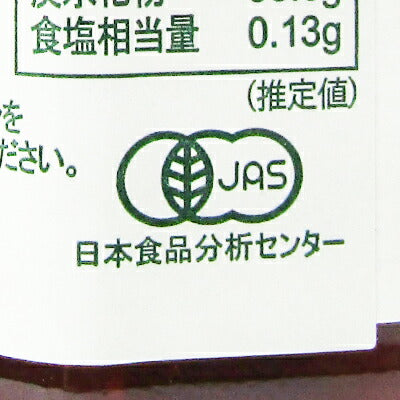 食塩相当量 0.13g
(推定値)
を
ださい。
JAS
日本食品分析センター